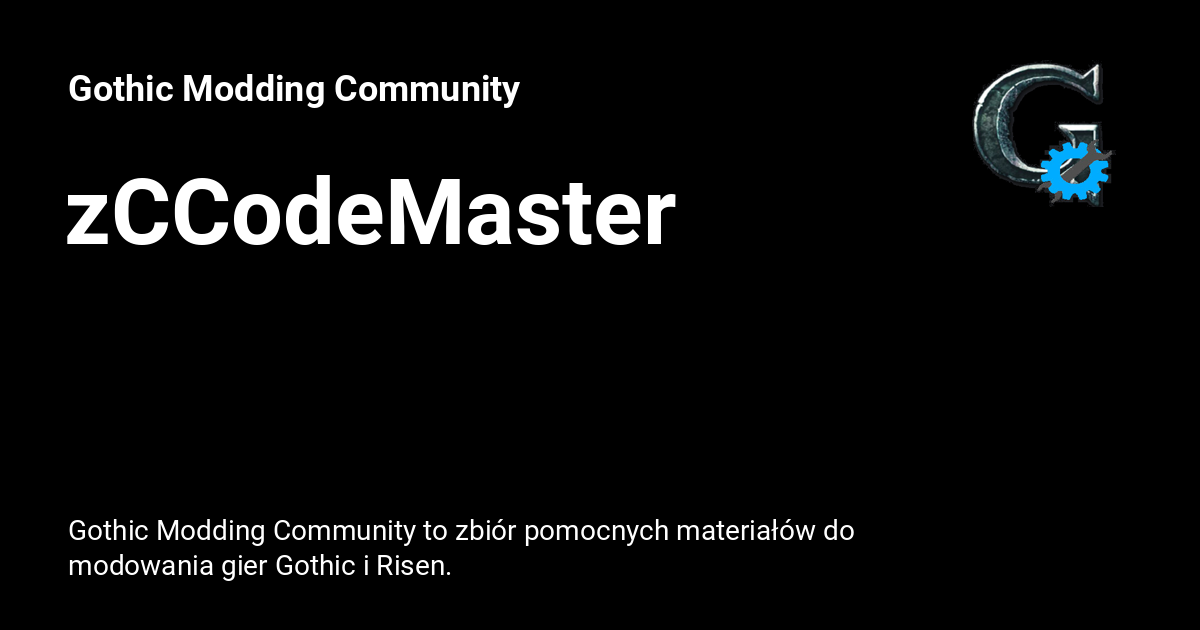 Gothic Modding Community
zCCodeMaster
Gothic Modding Community to zbiór pomocnych materiałów do
modowania gier Gothic i Risen.